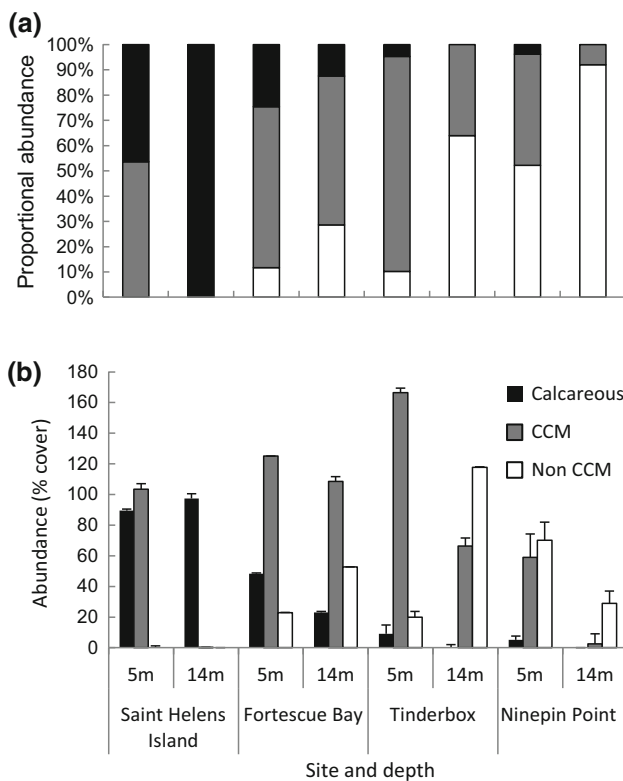 (a)
Proportional abundance
100%
90%
80%
70%
60%
50%
40%
30%
20%
10%
0%
(b)
Abundance (% cover)
180
160
140
120
100
80
60
40
20
0
Calcareous
CCM
Non CCM
5m 14m 5m 14m 5m 14m 5m 14m
Saint Helens Fortescue Bay Tinderbox Ninepin Point
Island
Site and depth